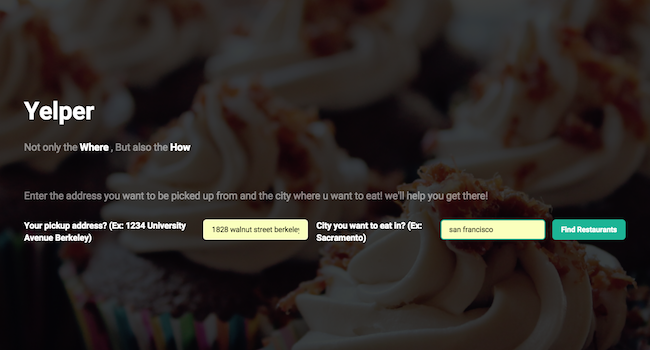 Yelper
Not only the Where , But also the How
Enter the address you want to be picked up from and the city where u want to eat! we'll help you get there!
Your pickup address? (Ex: 1234 University
Avenue Berkeley)
1828 walnut street berkeley
City you want to eat in? (Ex:
Sacramento)
san francisco
Find Restaurants